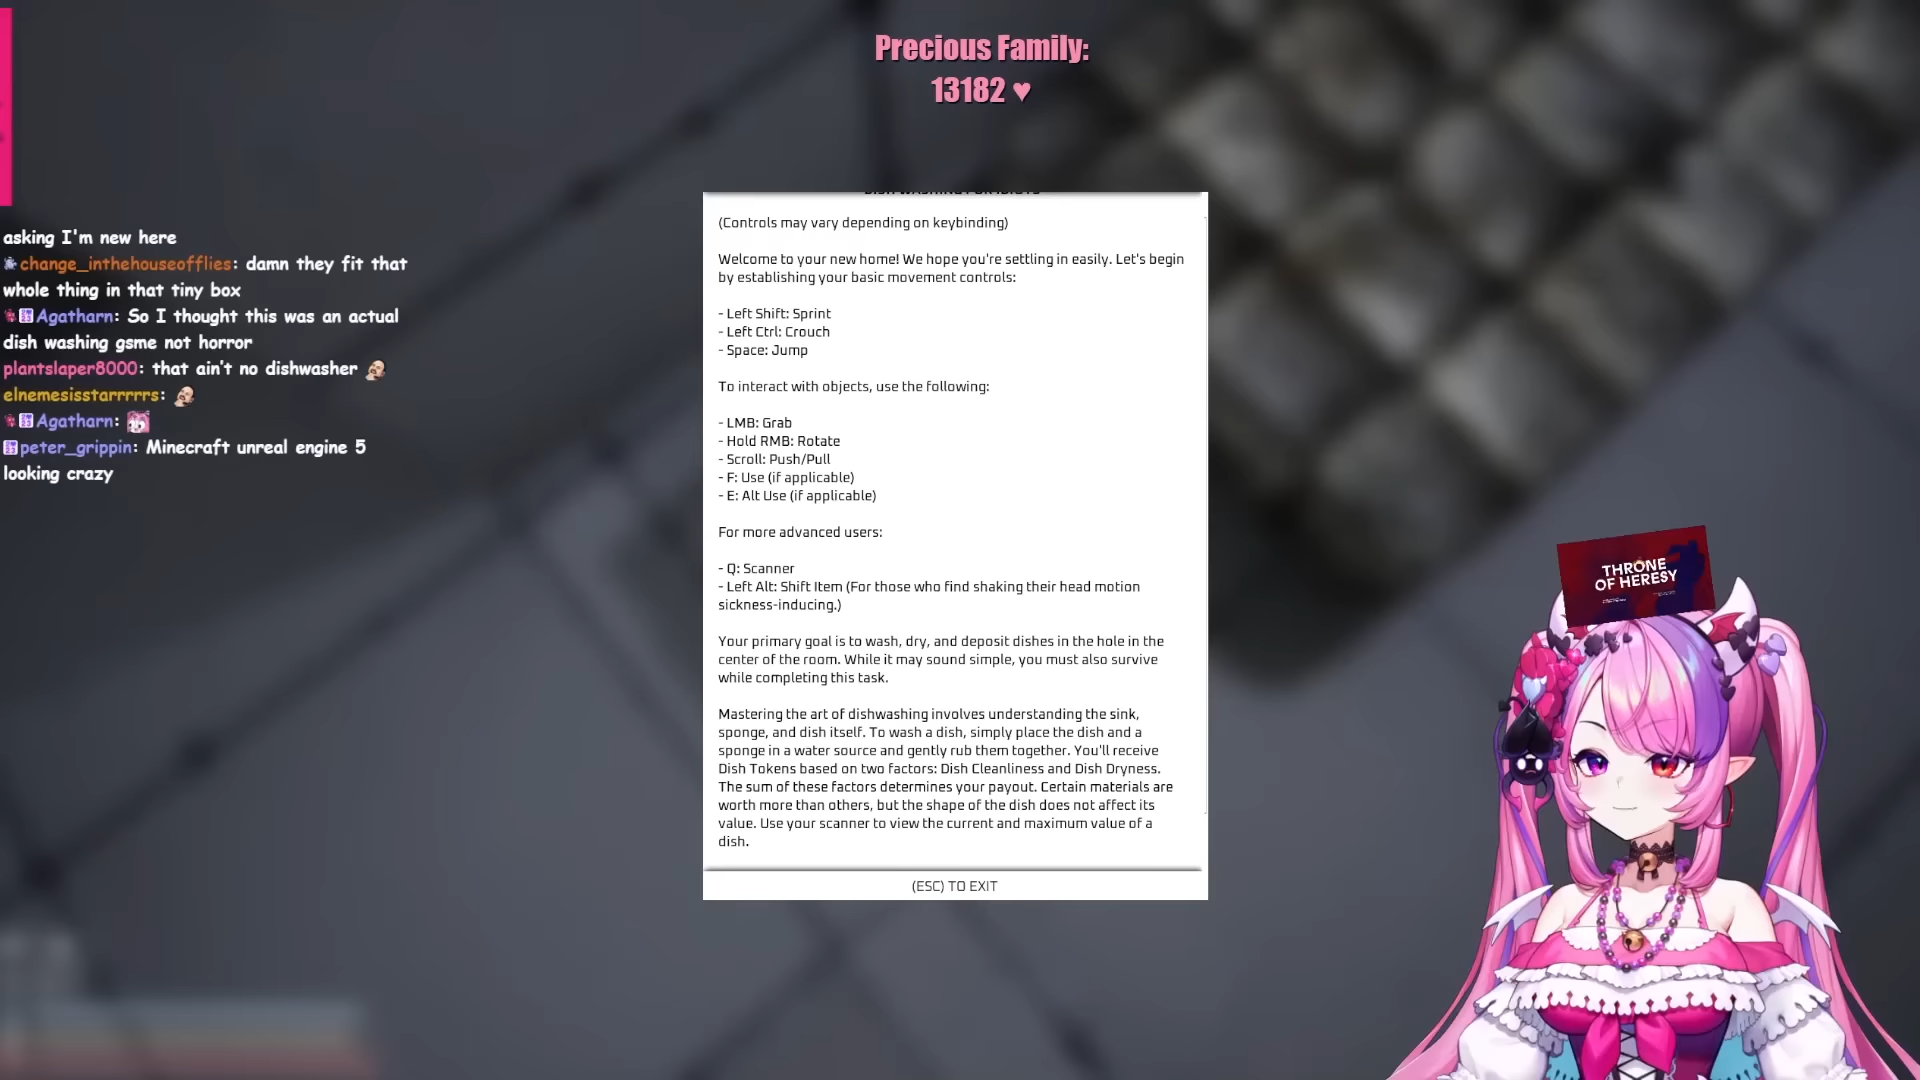 Precious Family:
13182 ♥
asking I'm new here
change_inthehouseofflies: damn they fit that
whole thing in that tiny box
Agatharn: So I thought this was an actual
dish washing gsme not horror
plantslaper8000: that ain't no dishwasher
elnemesisstarrrrrs:
Agatharn:
peter_grippin: Minecraft unreal engine 5
looking crazy
DISH WASHING FOR IDIOTS
(Controls may vary depending on keybinding)
Welcome to your new home! We hope you're settling in easily. Let's begin
by establishing your basic movement controls:
- Left Shift: Sprint
- Left Ctrl: Crouch
- Space: Jump
To interact with objects, use the following:
- LMB: Grab
- Hold RMB: Rotate
- Scroll: Push/Pull
- F: Use (if applicable)
- E: Alt Use (if applicable)
For more advanced users:
- Q: Scanner
- Left Alt: Shift Item (For those who find shaking their head motion
sickness-inducing.)
Your primary goal is to wash, dry, and deposit dishes in the hole in the
center of the room. While it may sound simple, you must also survive
while completing this task.
Mastering the art of dishwashing involves understanding the sink,
sponge, and dish itself. To wash a dish, simply place the dish and a
sponge in a water source and gently rub them together. You'll receive
Dish Tokens based on two factors: Dish Cleanliness and Dish Dryness.
The sum of these factors determines your payout. Certain materials are
worth more than others, but the shape of the dish does not affect its
value. Use your scanner to view the current and maximum value of a
dish.
(ESC) TO EXIT
THRONE
OF HERESY